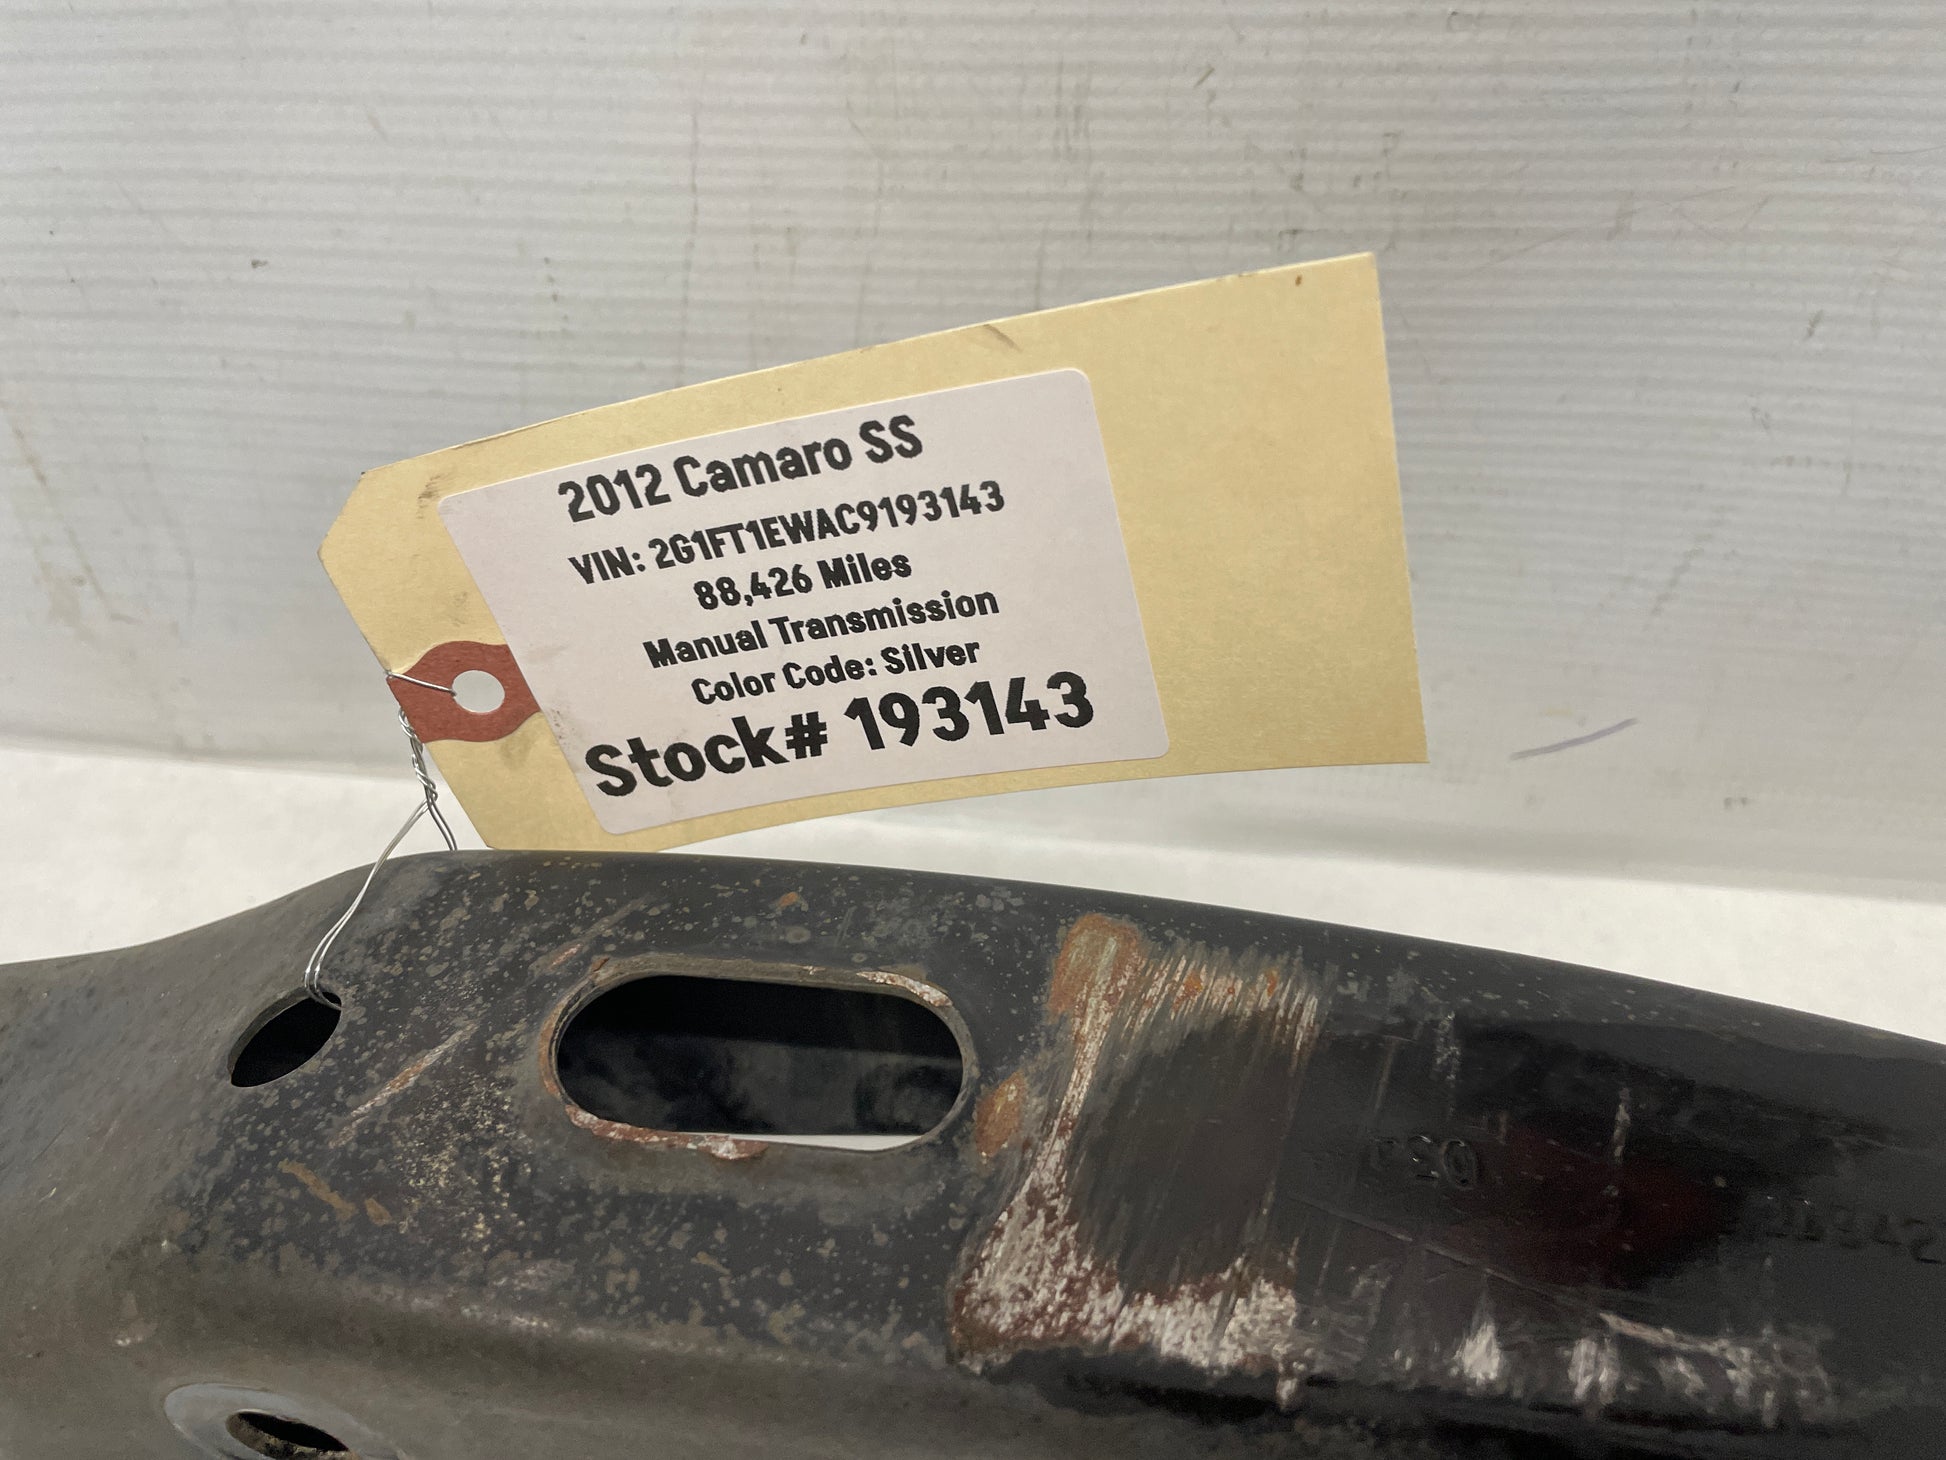 2012 Camaro SS
VIN: 2G1FT1EWAC9193143
88,426 Miles
Manual Transmission
Color Code: Silver
Stock# 193143